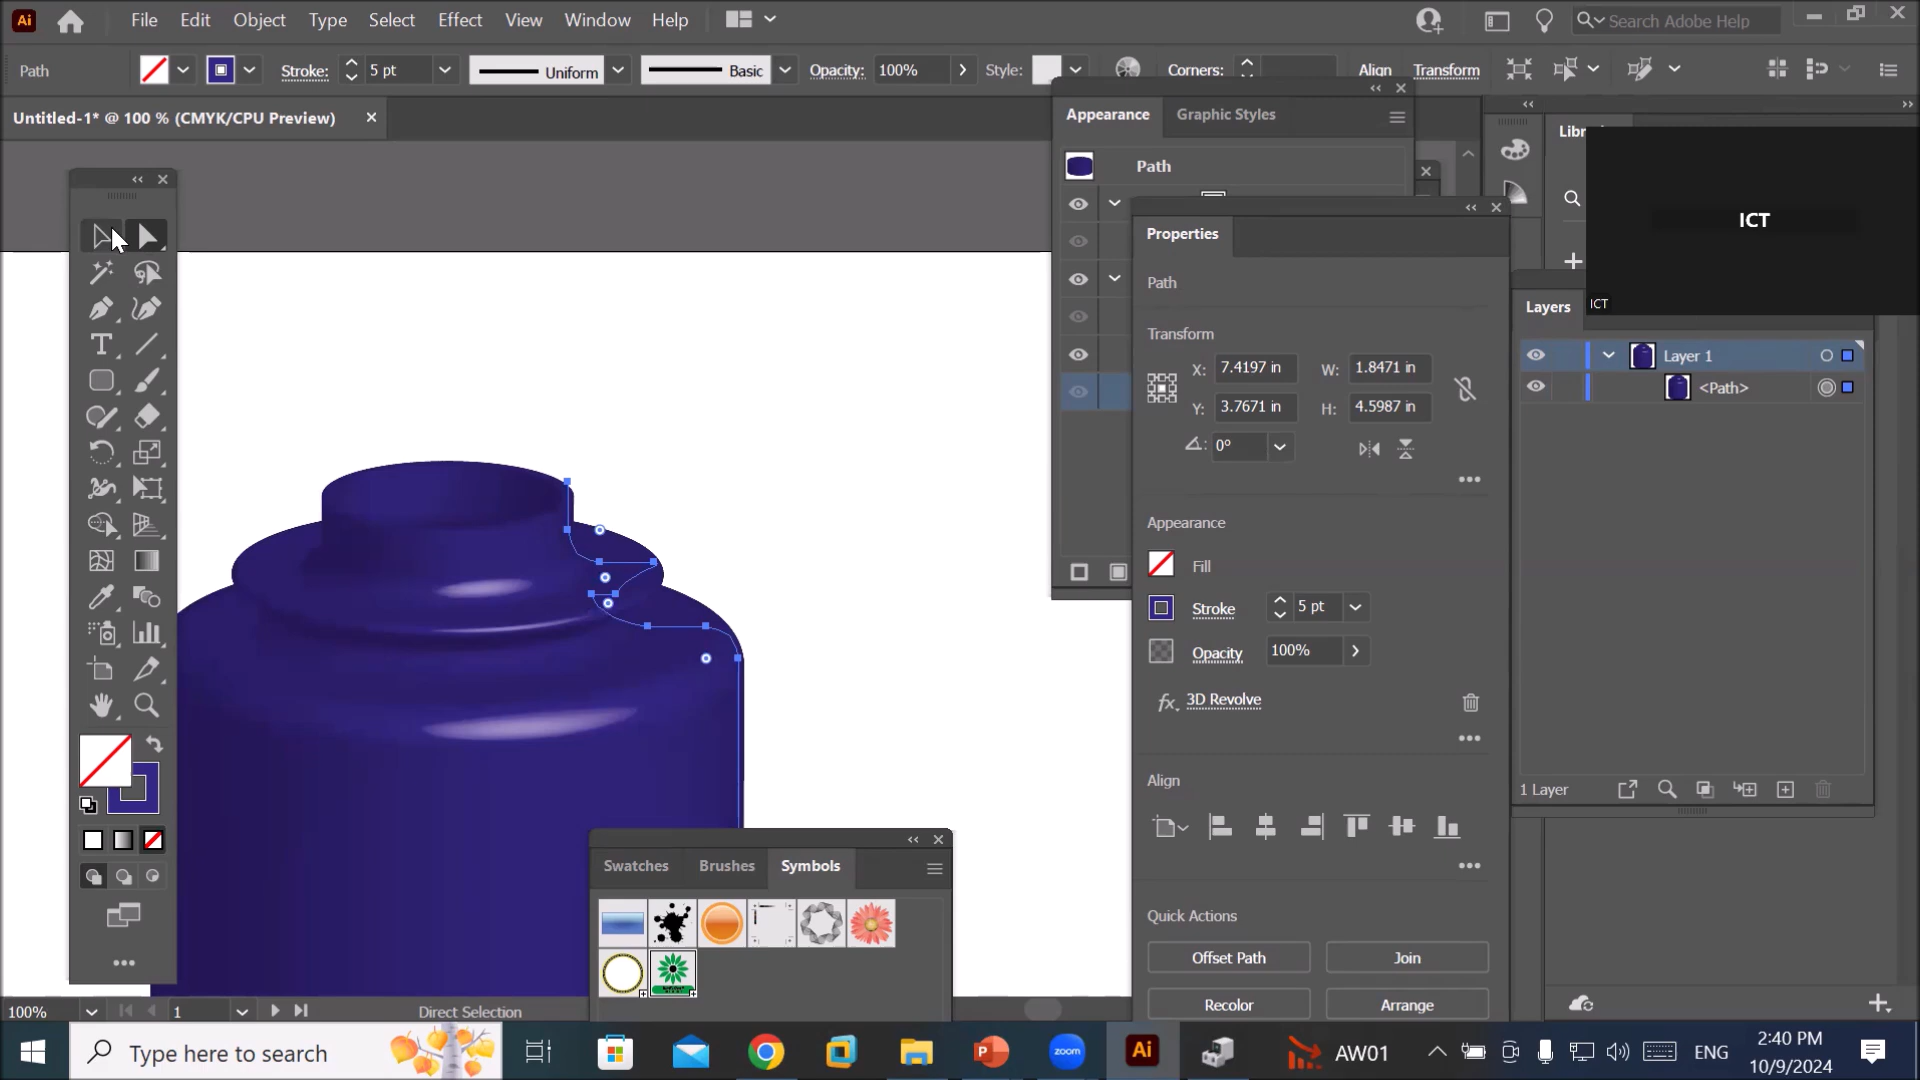 Ai File Edit Object Type Select Effect View Window Help Search Adobe Help
Path Stroke: 5 pt Uniform Basic Opacity: 100% Style: Corners: Align Transform
Untitled-1* @ 100 % (CMYK/CPU Preview)
Appearance Graphic Styles
Path
Properties
Path
Transform
X: 7.4197 in W: 1.8471 in
Y: 3.7671 in H: 4.5987 in
0°
Appearance
Fill
Stroke 5 pt
Opacity 100%
fx. 3D Revolve
Align
Quick Actions
Offset Path Join
Recolor Arrange
ICT
ICT
Layers
Layer 1
<Path>
1 Layer
Swatches Brushes Symbols
100% 1 Direct Selection
Type here to search
zoom Ai AW01 ENG
2:40 PM
10/9/2024